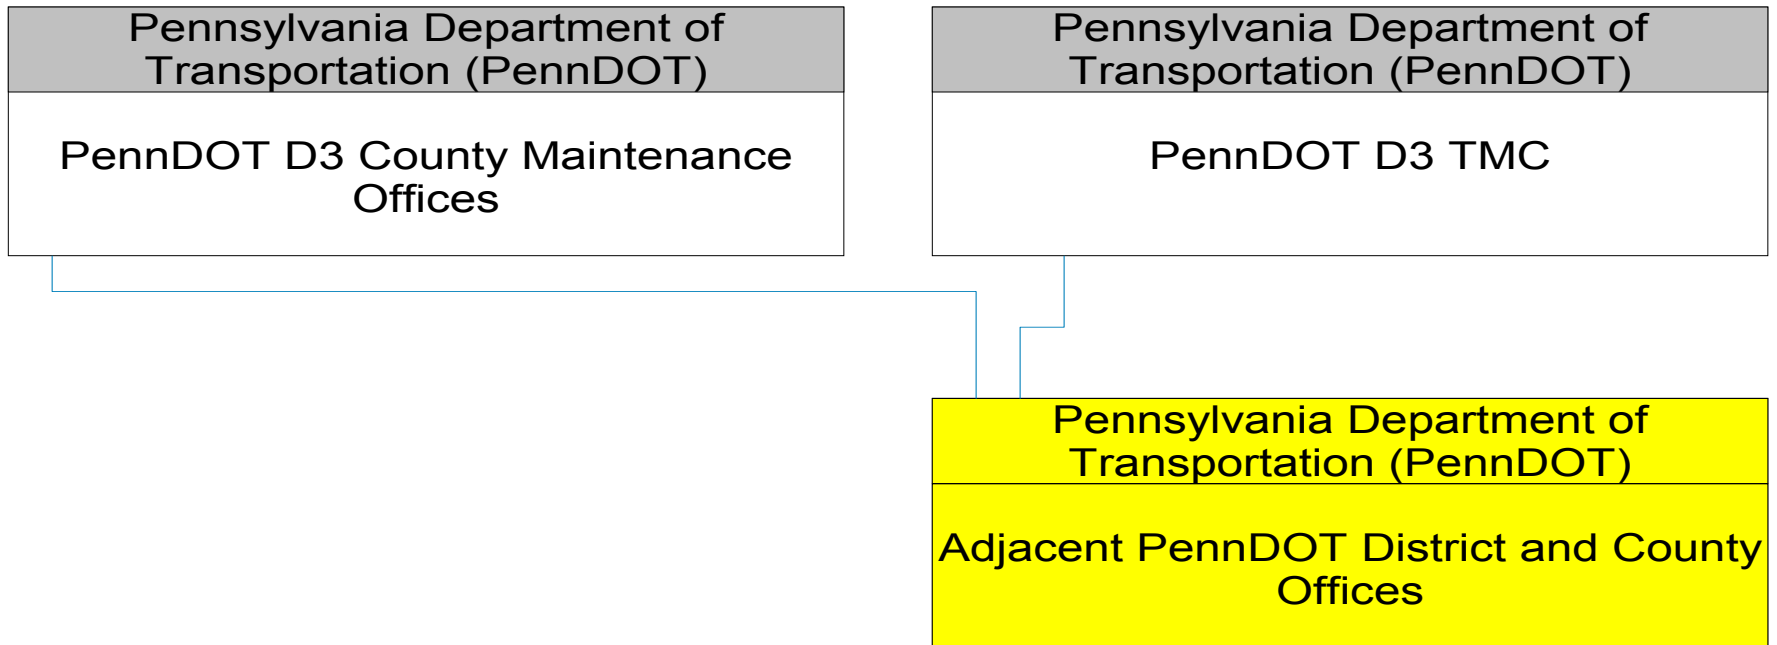 Pennsylvania Department of
Transportation (PennDOT)
PennDOT D3 County Maintenance
Offices
Pennsylvania Department of
Transportation (PennDOT)
PennDOT D3 TMC
Pennsylvania Department of
Transportation (PennDOT)
Adjacent PennDOT District and County
Offices